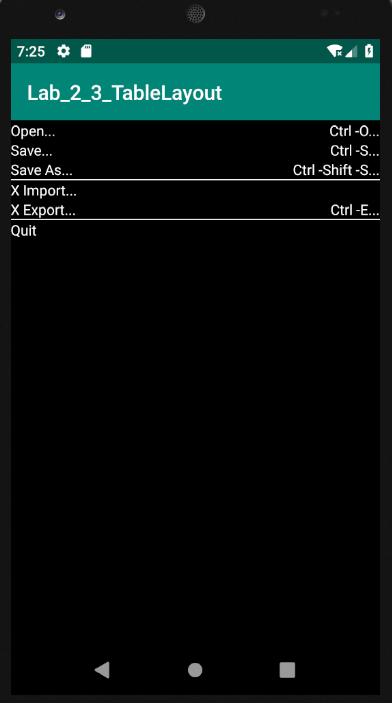 7:25
Lab_2_3_TableLayout
Open... Ctrl -O...
Save... Ctrl -S...
Save As... Ctrl -Shift -S...
X Import...
X Export... Ctrl -E...
Quit